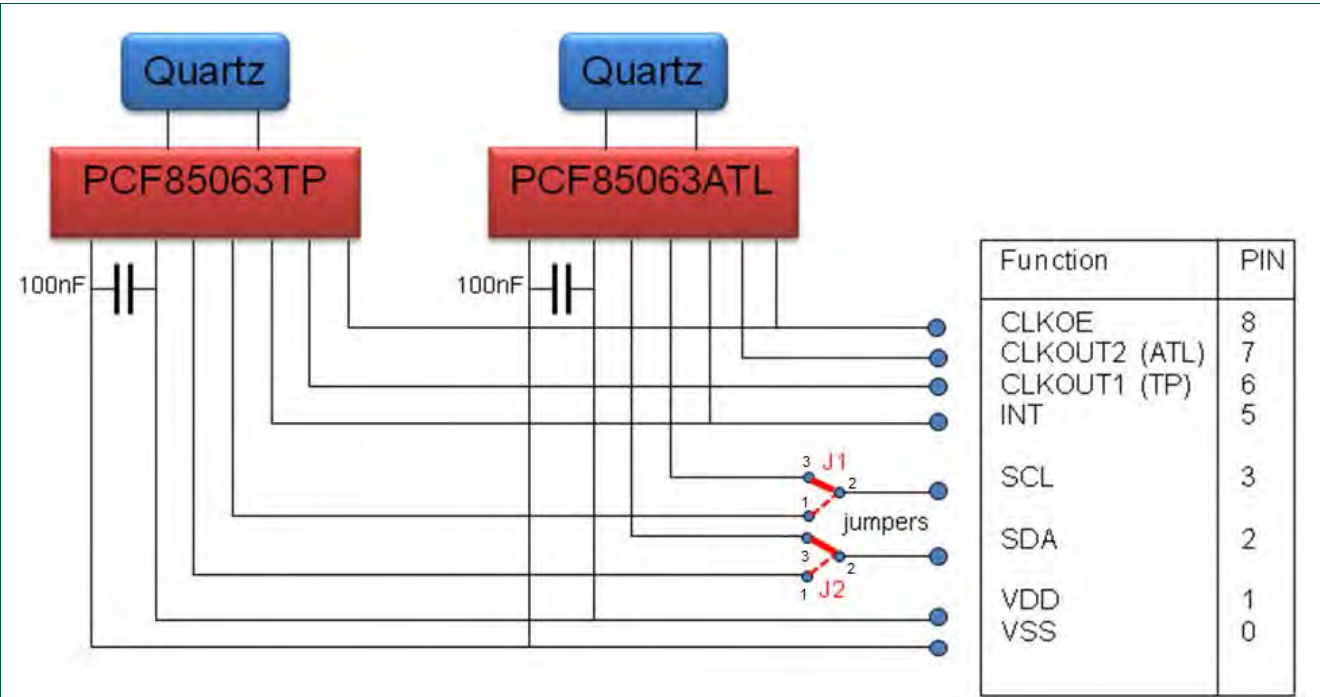 Quartz
Quartz
PCF85063TP
PCF85063ATL
100nF
100nF
Function PIN
CLKOE 8
CLKOUT2 (ATL) 7
CLKOUT1 (TP) 6
INT 5
SCL 3
SDA 2
VDD 1
VSS 0
3 J1
2
1
jumpers
3
2
1 J2